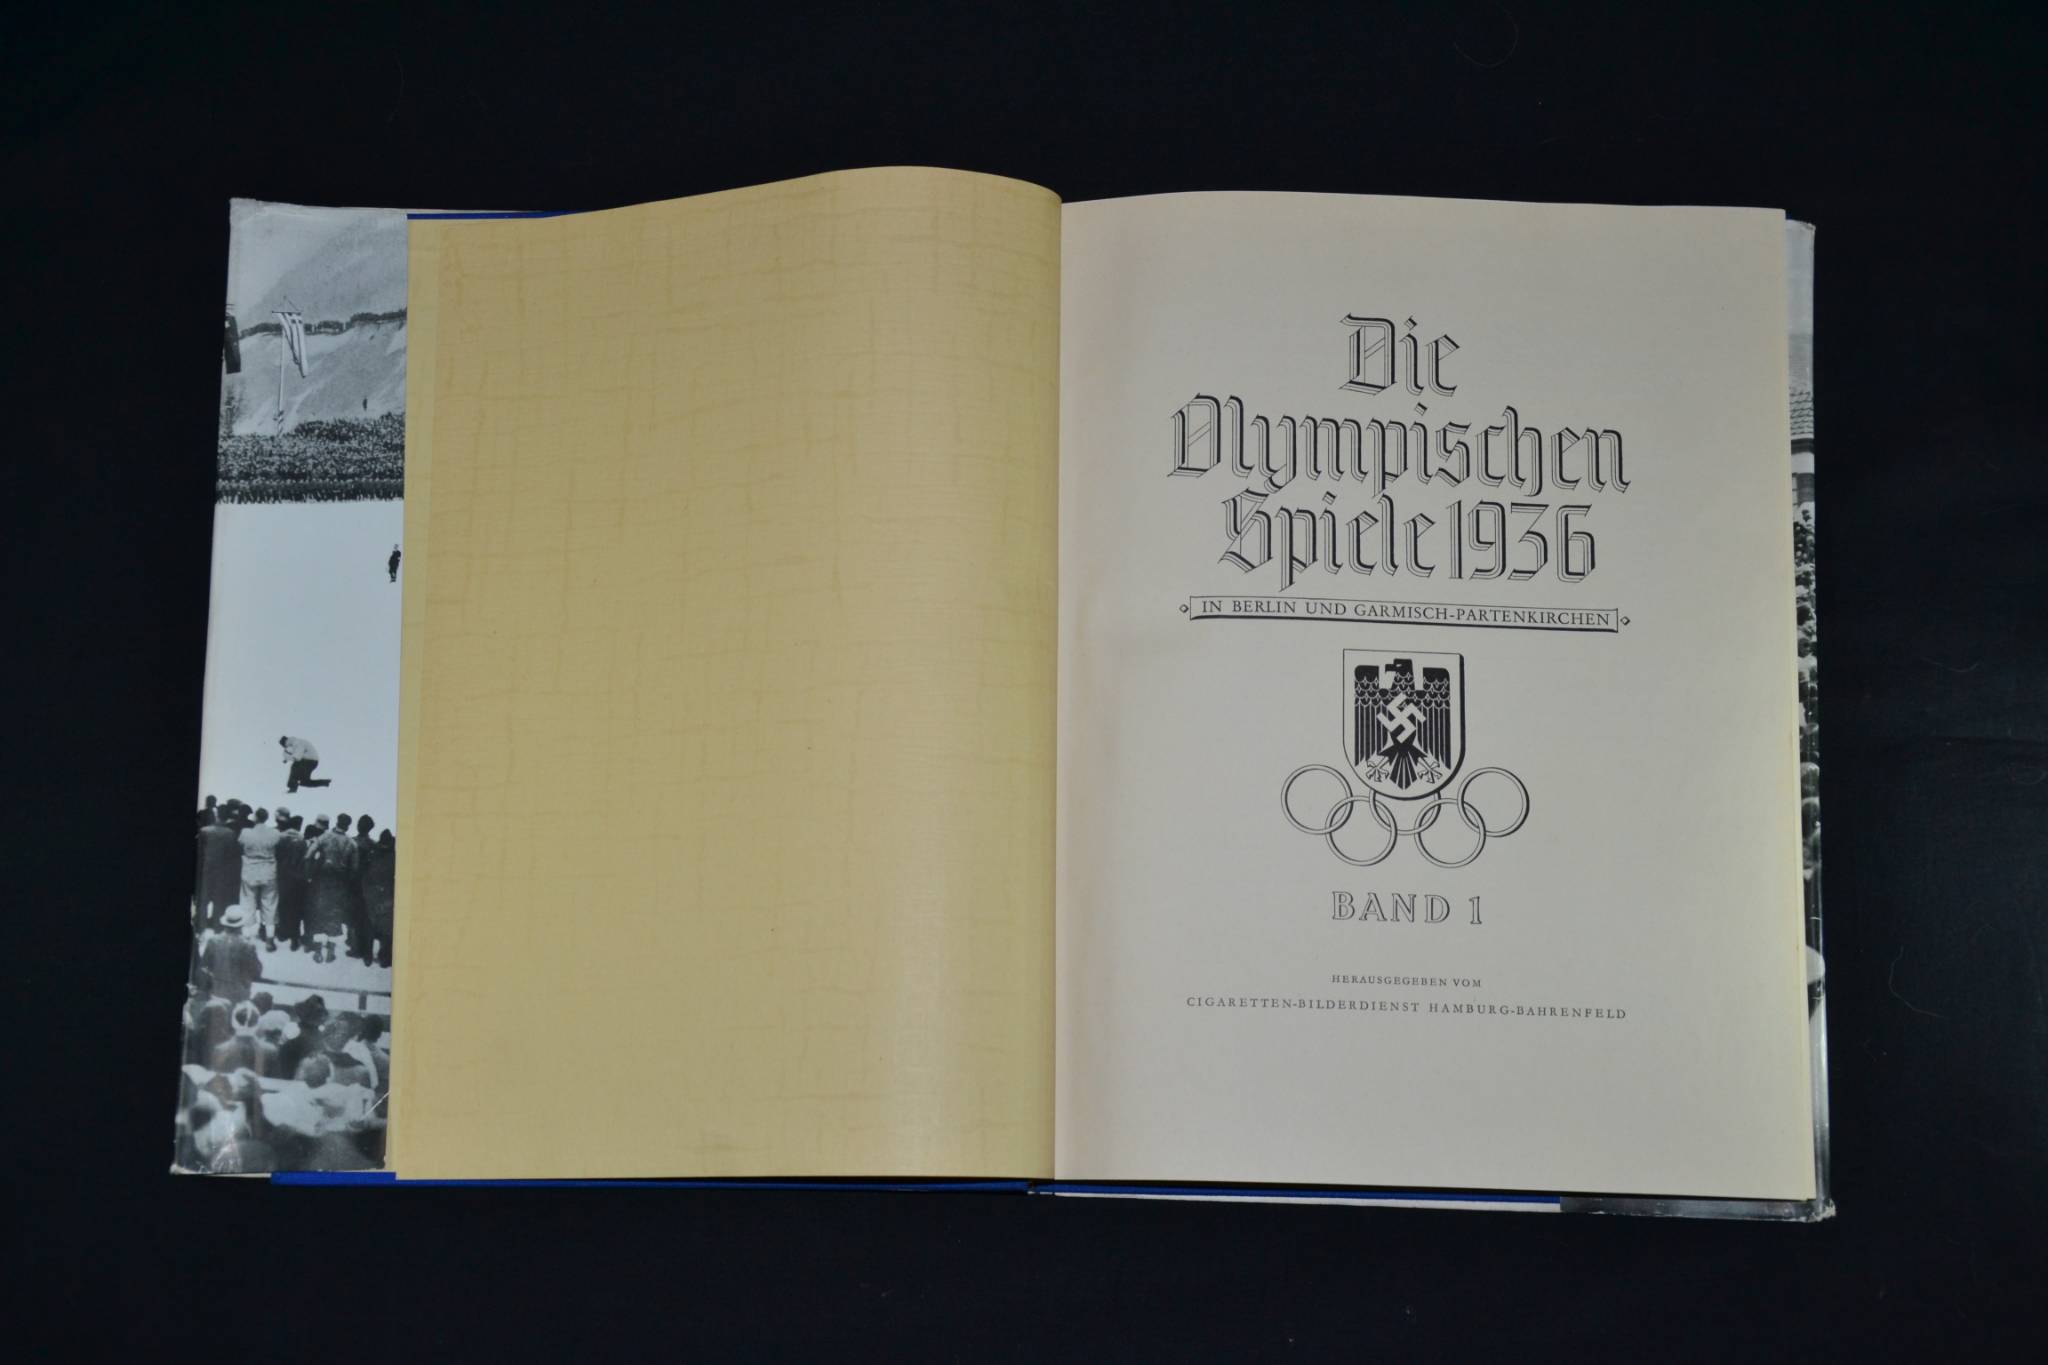 Die
Olympischen
Spiele 1936
IN BERLIN UND GARMISCH-PARTENKIRCHEN
BAND 1
HERAUSGEGEBEN VOM
CIGARETTEN-BILDERDIENST HAMBURG-BAHRENFELD